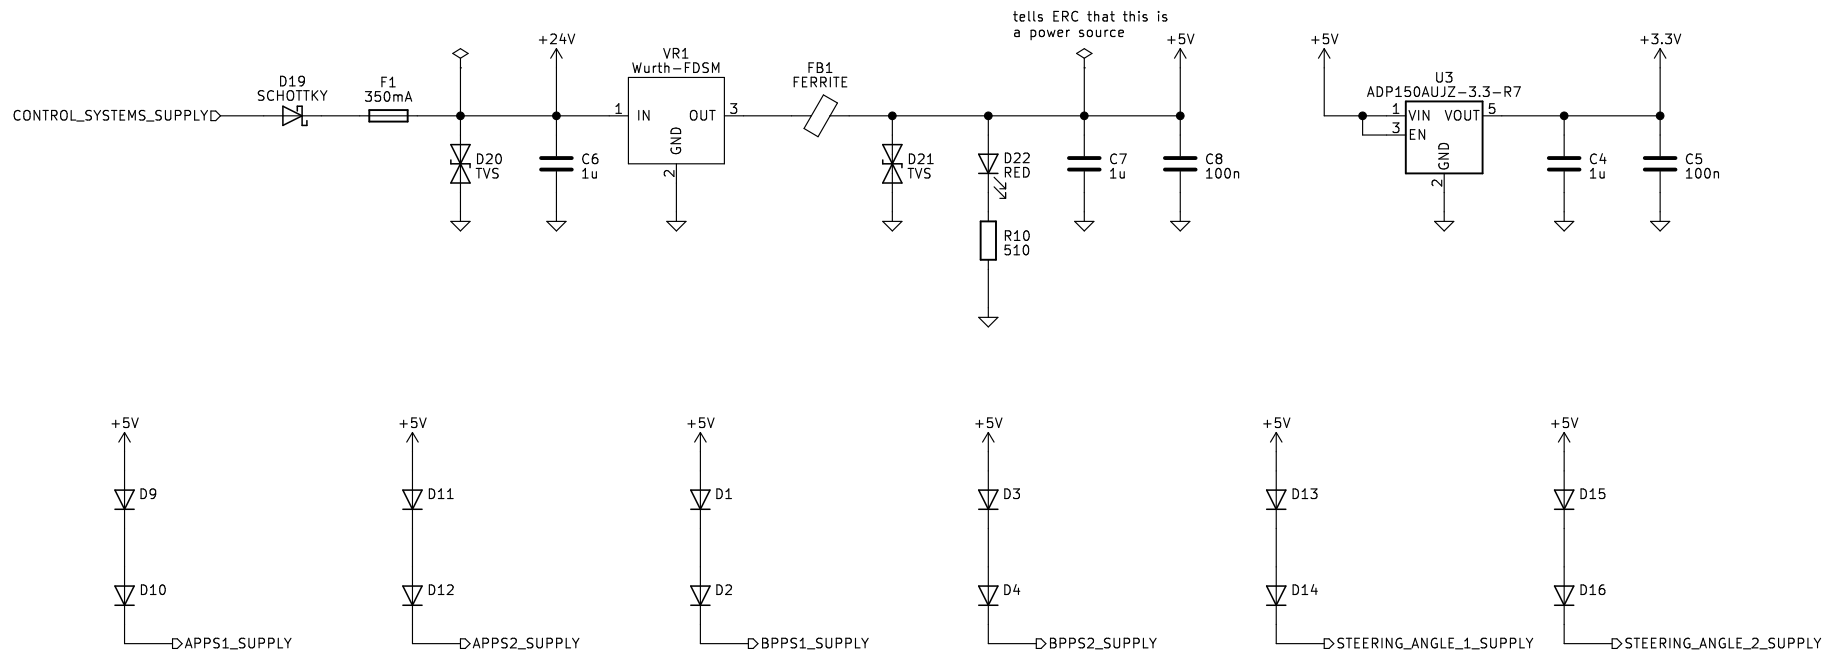 tells ERC that this is
a power source
+24V
+5V
+5V
+3.3V
D19
SCHOTTKY
F1
350mA
VR1
Wurth-FDSM
FB1
FERRITE
U3
ADP150AUJZ-3.3-R7
CONTROL_SYSTEMS_SUPPLY
1
IN
OUT
3
GND
2
1
VIN
VOUT
5
3
EN
GND
2
D20
TVS
C6
1u
D21
TVS
D22
RED
C7
1u
C8
100n
C4
1u
C5
100n
R10
510
+5V
+5V
+5V
+5V
+5V
+5V
D9
D11
D1
D3
D13
D15
D10
D12
D2
D4
D14
D16
APPS1_SUPPLY
APPS2_SUPPLY
BPPS1_SUPPLY
BPPS2_SUPPLY
STEERING_ANGLE_1_SUPPLY
STEERING_ANGLE_2_SUPPLY